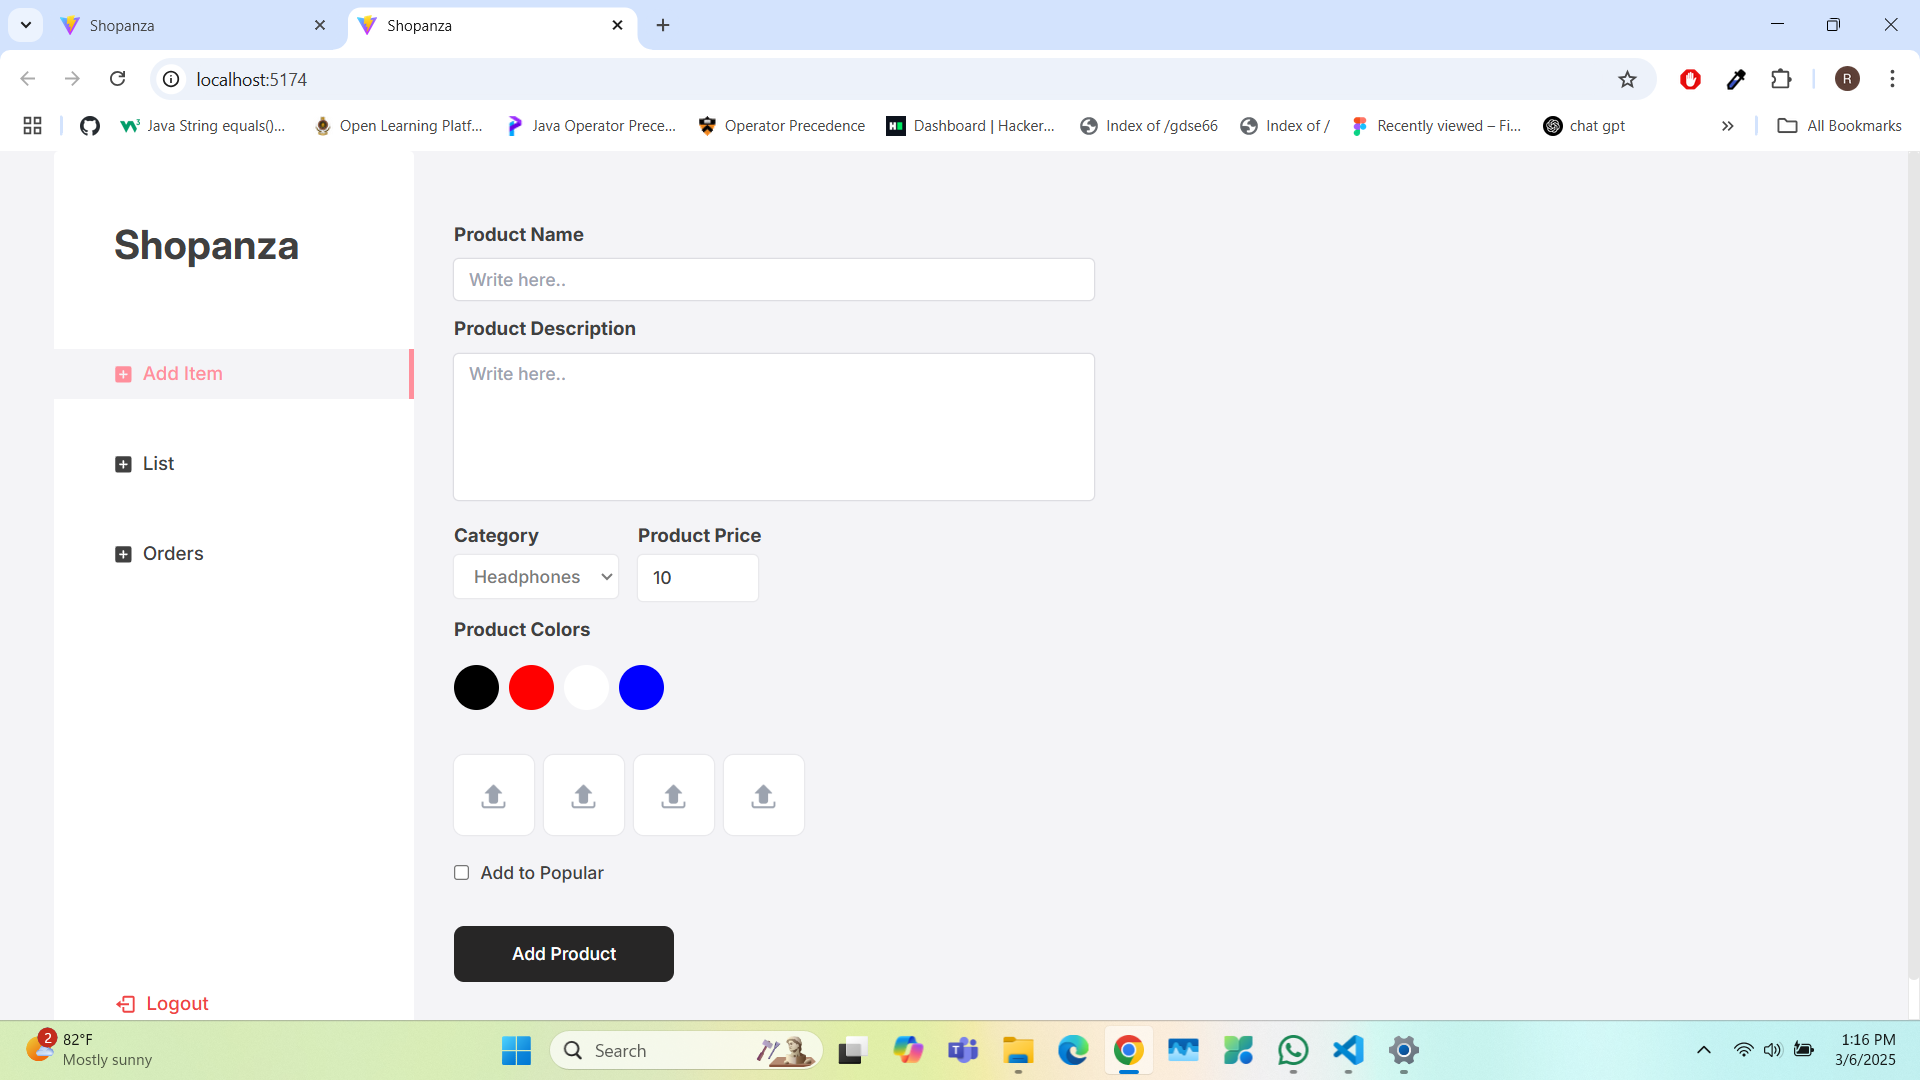 Shopanza
Shopanza
localhost:5174
R
Java String equals()...
Open Learning Platf...
Java Operator Prece...
Operator Precedence
Dashboard | Hacker...
Index of /gdse66
Index of /
Recently viewed – Fi...
chat gpt
All Bookmarks
Shopanza
Add Item
List
Orders
Logout
Product Name
Write here..
Product Description
Write here..
Category
Product Price
Headphones
10
Product Colors
Add to Popular
Add Product
2
82°F
Mostly sunny
Search
1:16 PM
3/6/2025